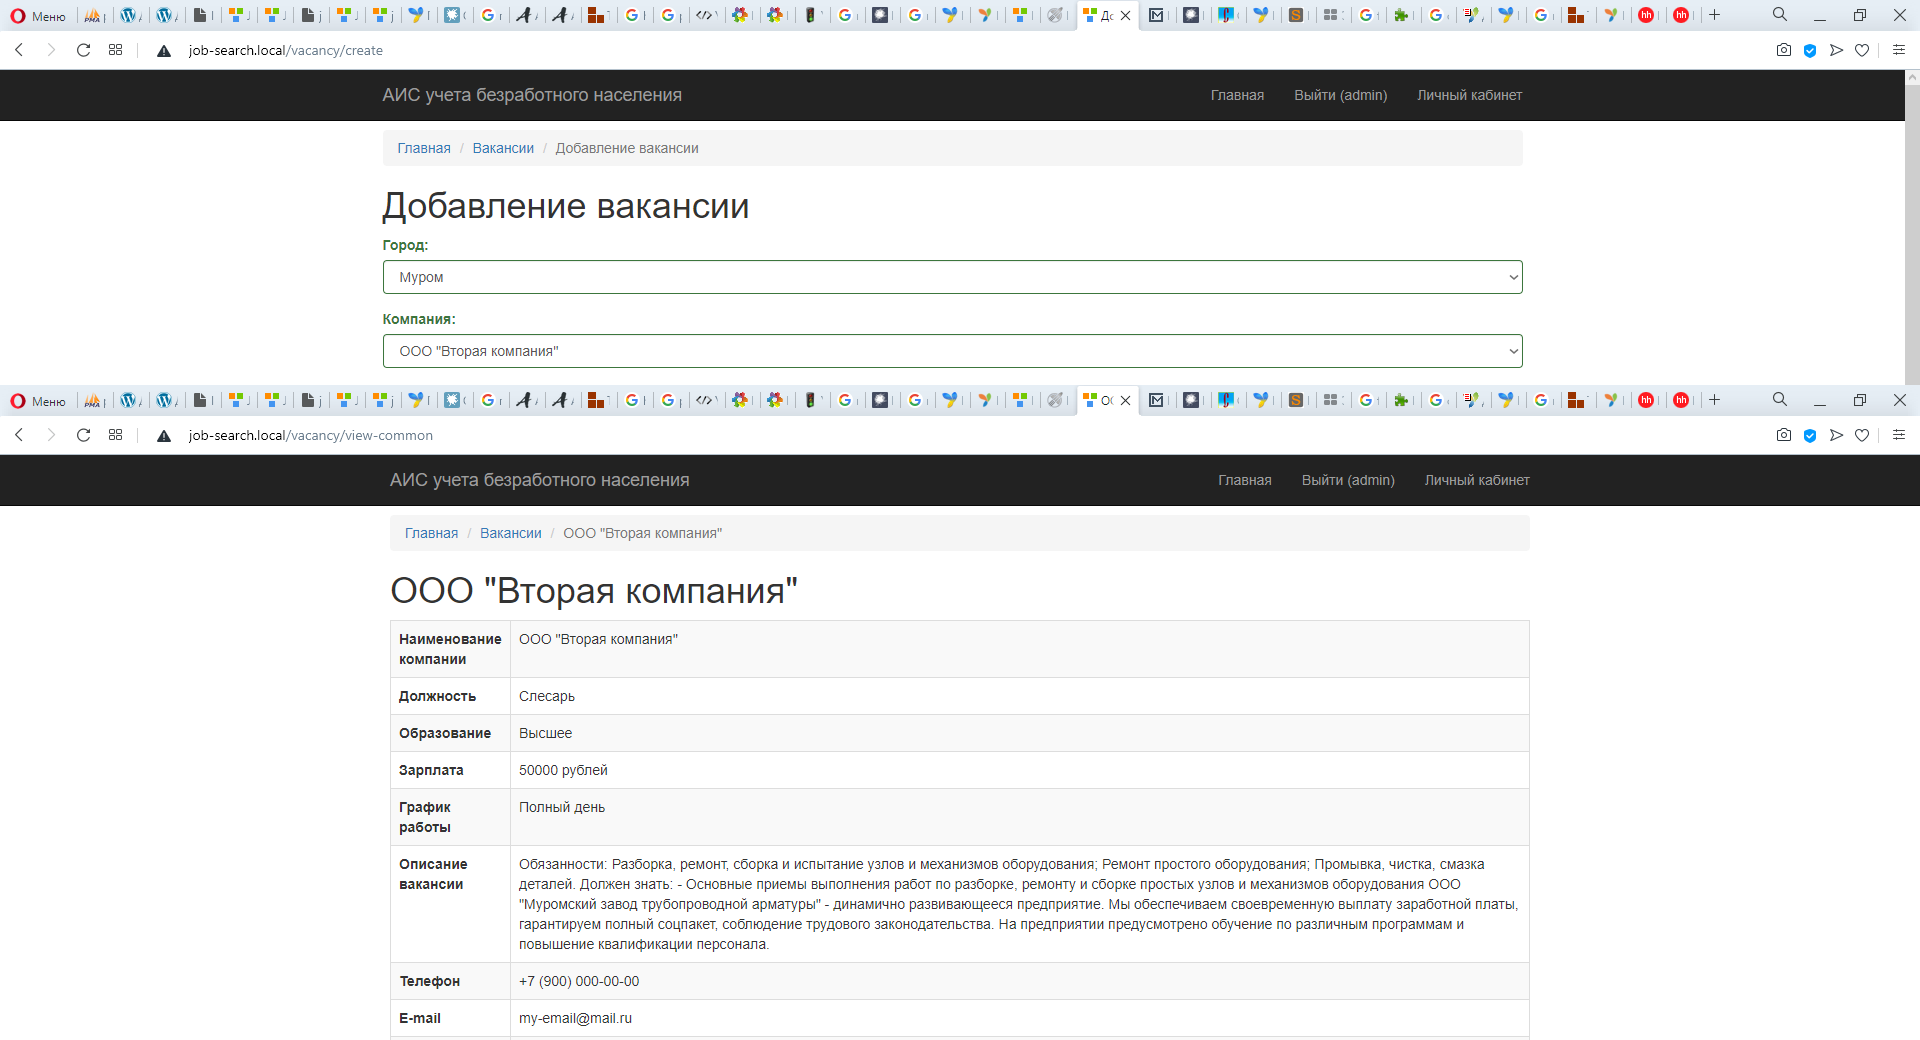 Меню
job-search.local/vacancy/create
АИС учета безработного населения Главная Выйти (admin) Личный кабинет
Главная / Вакансии / Добавление вакансии
Добавление вакансии
Город:
Муром
Компания:
ООО "Вторая компания"
Меню
job-search.local/vacancy/view-common
АИС учета безработного населения Главная Выйти (admin) Личный кабинет
Главная / Вакансии / ООО "Вторая компания"
ООО "Вторая компания"
Наименование компании ООО "Вторая компания"
Должность Слесарь
Образование Высшее
Зарплата 50000 рублей
График работы Полный день
Описание вакансии
Обязанности: Разборка, ремонт, сборка и испытание узлов и механизмов оборудования; Ремонт простого оборудования; Промывка, чистка, смазка
деталей. Должен знать: - Основные приемы выполнения работ по разборке, ремонту и сборке простых узлов и механизмов оборудования ООО
"Муромский завод трубопроводной арматуры" - динамично развивающееся предприятие. Мы обеспечиваем своевременную выплату заработной платы,
гарантируем полный соцпакет, соблюдение трудового законодательства. На предприятии предусмотрено обучение по различным программам и
повышение квалификации персонала.
Телефон +7 (900) 000-00-00
E-mail my-email@mail.ru